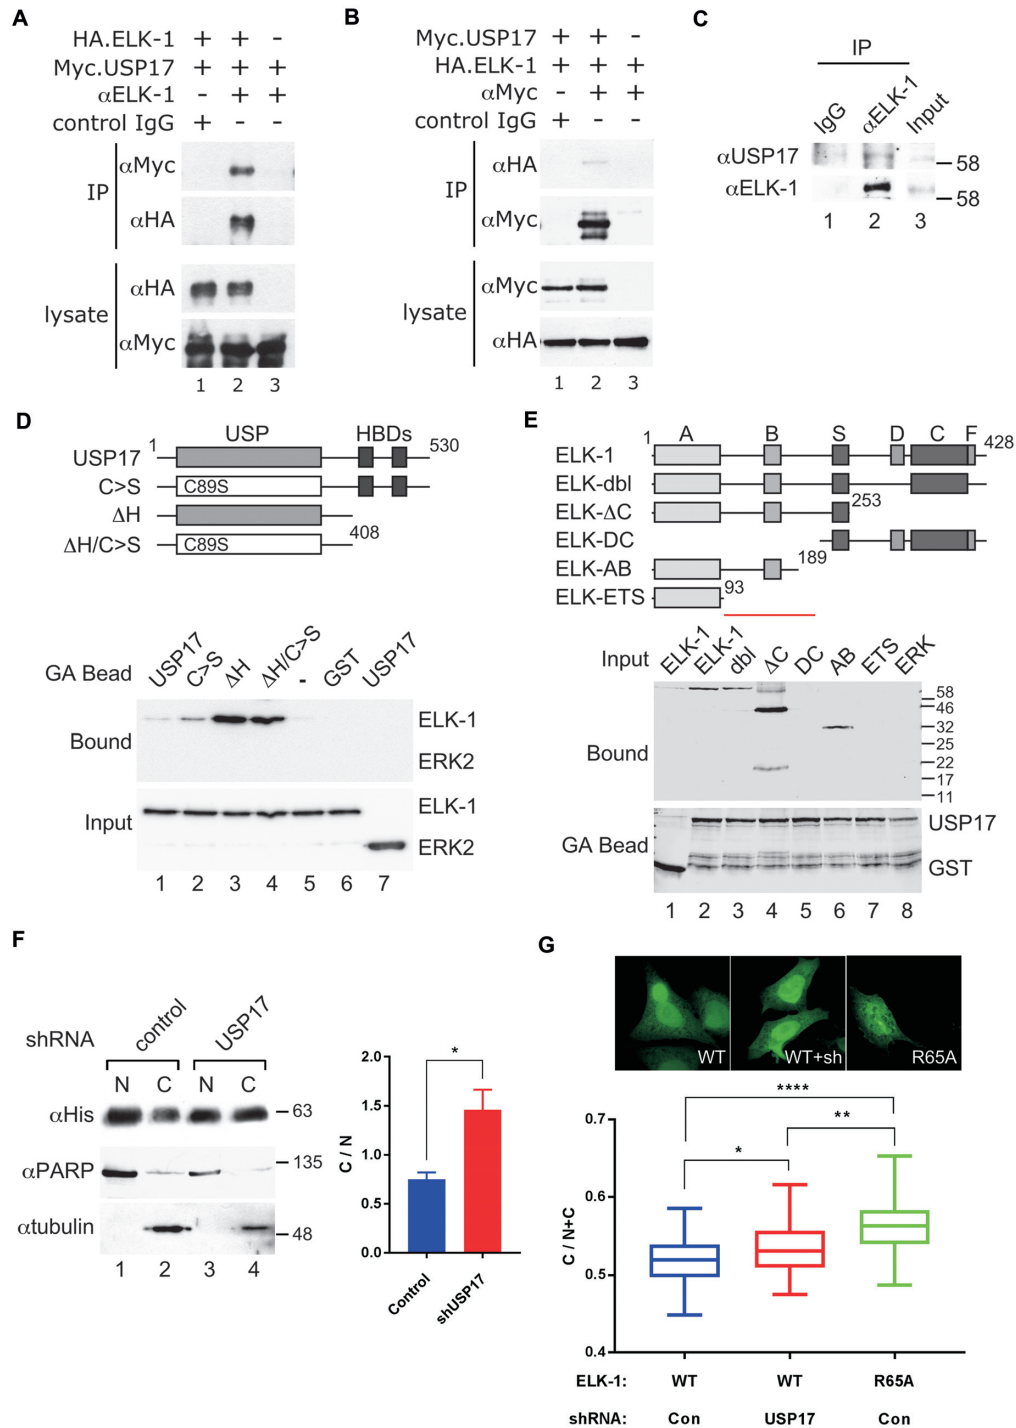 A
HA.ELK-1 + + -
Myc.USP17 + + +
αELK-1 - + +
control IgG + - -
IP
αMyc
αHA
lysate
αHA
αMyc
1 2 3
B
Myc.USP17 + + -
HA.ELK-1 + + +
αMyc - + +
control IgG + - -
IP
αHA
αMyc
lysate
αMyc
αHA
1 2 3
C
IP
IgG αELK-1 Input
αUSP17 58
αELK-1 58
1 2 3
D
USP HBDs
USP17 1 530
C>S C89S
ΔH 408
ΔH/C>S C89S
GA Bead USP17 C>S ΔH ΔH/C>S - GST USP17
Bound ELK-1
ERK2
Input ELK-1
ERK2
1 2 3 4 5 6 7
E
A B S D C F
ELK-1 1 428
ELK-dbl
ELK-ΔC 253
ELK-DC
ELK-AB 189
ELK-ETS 93
Input ELK-1 ELK-1 dbl ΔC DC AB ETS ERK
Bound
58
46
32
25
22
17
11
GA Bead USP17
GST
1 2 3 4 5 6 7 8
F
shRNA control USP17
N C N C
αHis 63
αPARP 135
αtubulin 48
1 2 3 4
C / N
2.0
1.5
1.0
0.5
0.0
*
Control shUSP17
G
WT WT+sh R65A
C / N+C
0.7
0.6
0.5
0.4
****
**
*
ELK-1: WT WT R65A
shRNA: Con USP17 Con